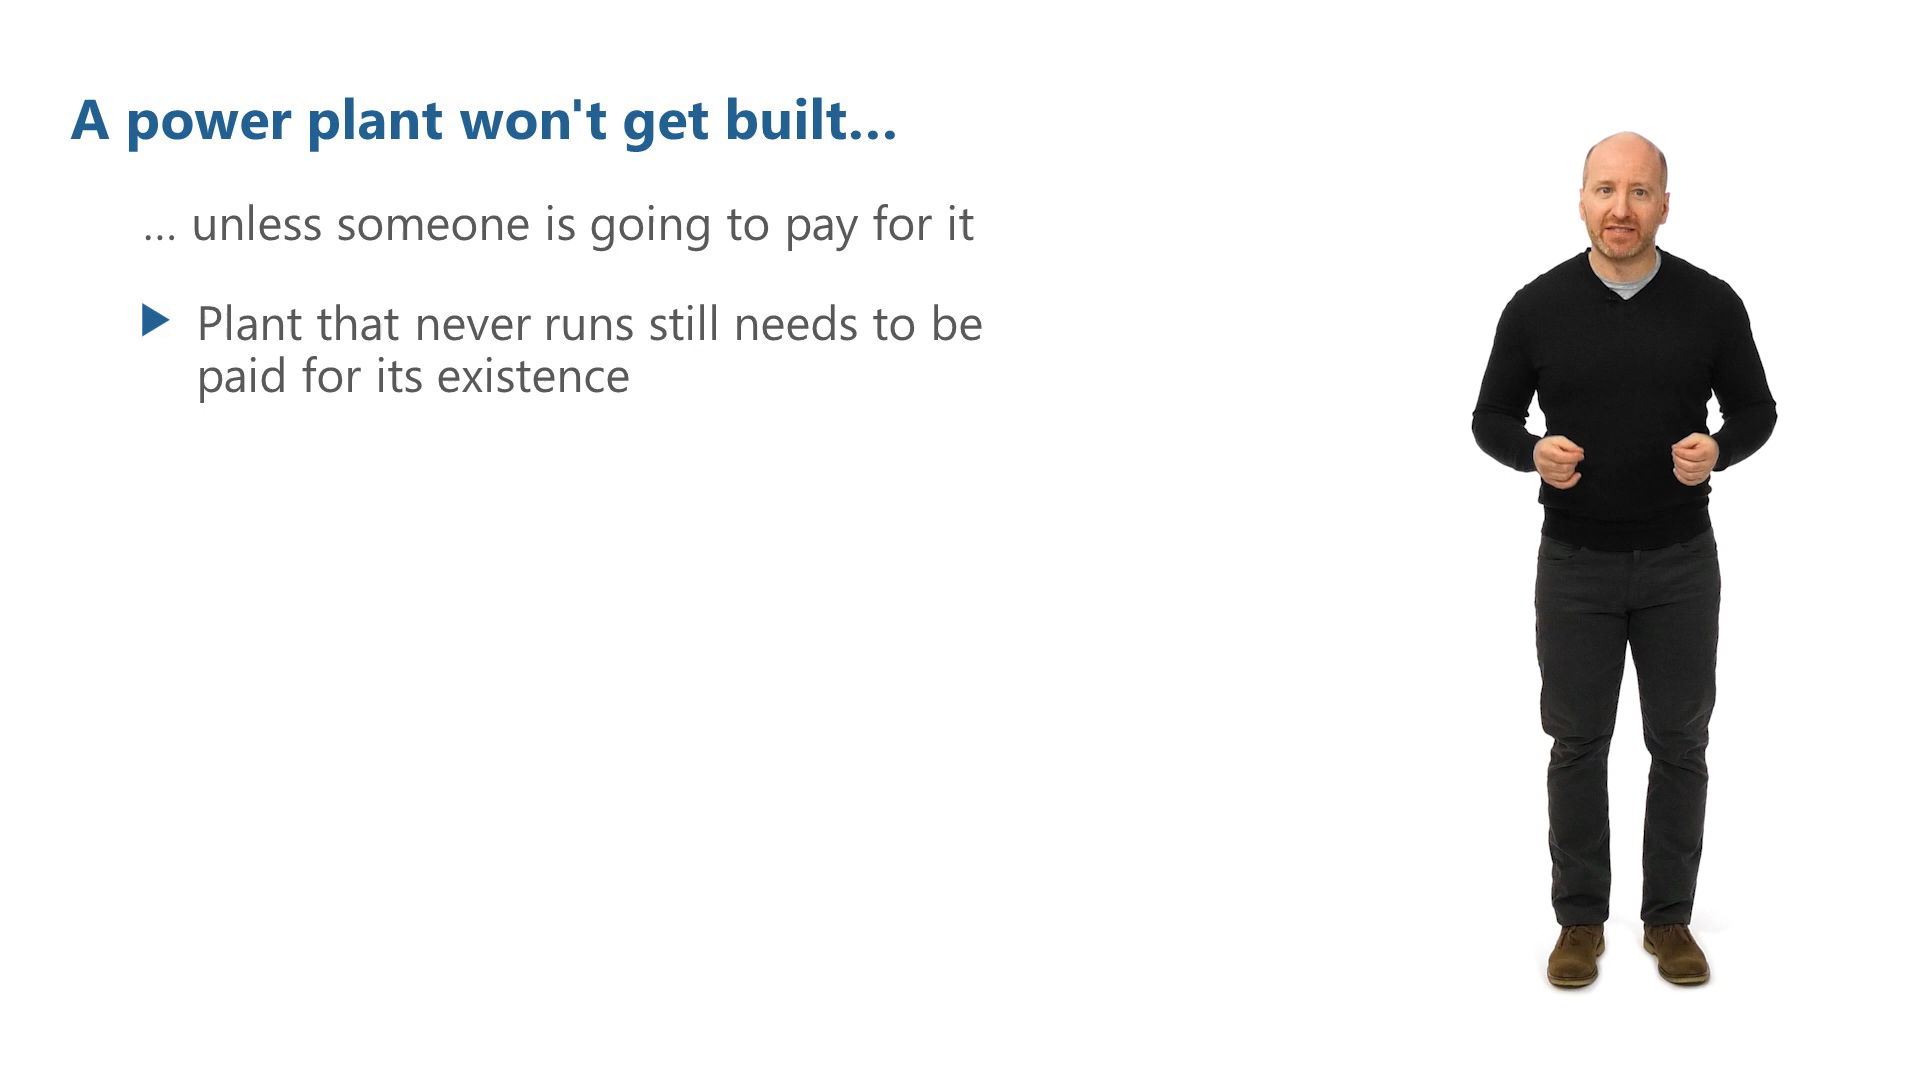 A power plant won't get built...
... unless someone is going to pay for it
Plant that never runs still needs to be
paid for its existence